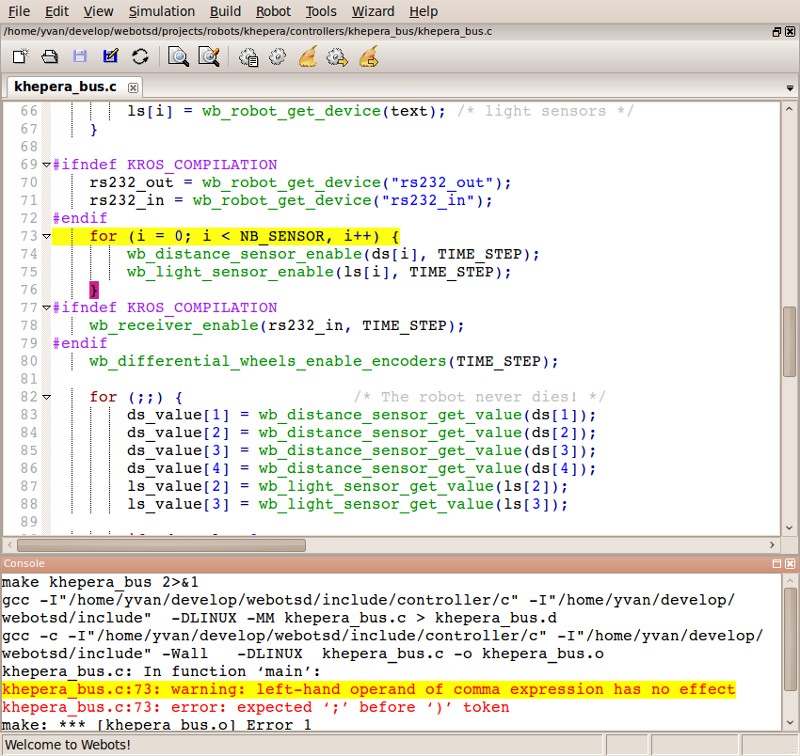 File Edit View Simulation Build Robot Tools Wizard Help
/home/yvan/develop/webotsd/projects/robots/khepera/controllers/khepera_bus/khepera_bus.c
khepera_bus.c
66 ls[i] = wb_robot_get_device(text); /* light sensors */
67 }
68
69 #ifndef KROS_COMPILATION
70 rs232_out = wb_robot_get_device("rs232_out");
71 rs232_in = wb_robot_get_device("rs232_in");
72 #endif
73 for (i = 0; i < NB_SENSOR, i++) {
74 wb_distance_sensor_enable(ds[i], TIME_STEP);
75 wb_light_sensor_enable(ls[i], TIME_STEP);
76 }
77 #ifndef KROS_COMPILATION
78 wb_receiver_enable(rs232_in, TIME_STEP);
79 #endif
80 wb_differential_wheels_enable_encoders(TIME_STEP);
81
82 for (;;) { /* The robot never dies! */
83 ds_value[1] = wb_distance_sensor_get_value(ds[1]);
84 ds_value[2] = wb_distance_sensor_get_value(ds[2]);
85 ds_value[3] = wb_distance_sensor_get_value(ds[3]);
86 ds_value[4] = wb_distance_sensor_get_value(ds[4]);
87 ls_value[2] = wb_light_sensor_get_value(ls[2]);
88 ls_value[3] = wb_light_sensor_get_value(ls[3]);
89
Console
make khepera_bus 2>&1
gcc -I"/home/yvan/develop/webotsd/include/controller/c" -I"/home/yvan/develop/
webotsd/include" -DLINUX -MM khepera_bus.c > khepera_bus.d
gcc -c -I"/home/yvan/develop/webotsd/include/controller/c" -I"/home/yvan/develop/
webotsd/include" -Wall -DLINUX khepera_bus.c -o khepera_bus.o
khepera_bus.c: In function ‘main’:
khepera_bus.c:73: warning: left-hand operand of comma expression has no effect
khepera_bus.c:73: error: expected ‘;’ before ‘)’ token
make: *** [khepera_bus.o] Error 1
Welcome to Webots!